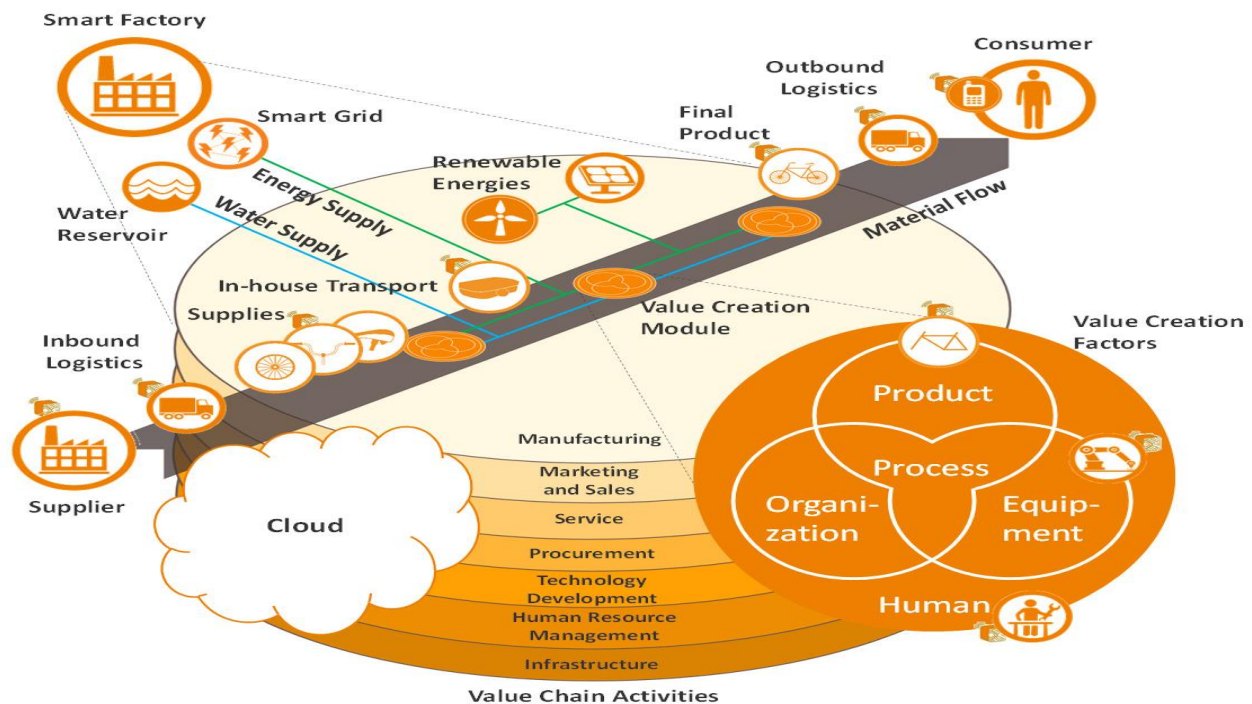 Smart Factory
Consumer
Outbound
Logistics
Final
Product
Smart Grid
Renewable
Energies
Energy Supply
Water Supply
Water
Reservoir
Material Flow
In-house Transport
Supplies
Value Creation
Module
Inbound
Logistics
Value Creation
Factors
Supplier
Cloud
Manufacturing
Marketing
and Sales
Service
Procurement
Technology
Development
Human Resource
Management
Infrastructure
Value Chain Activities
Product
Process
Organi-
zation
Equip-
ment
Human